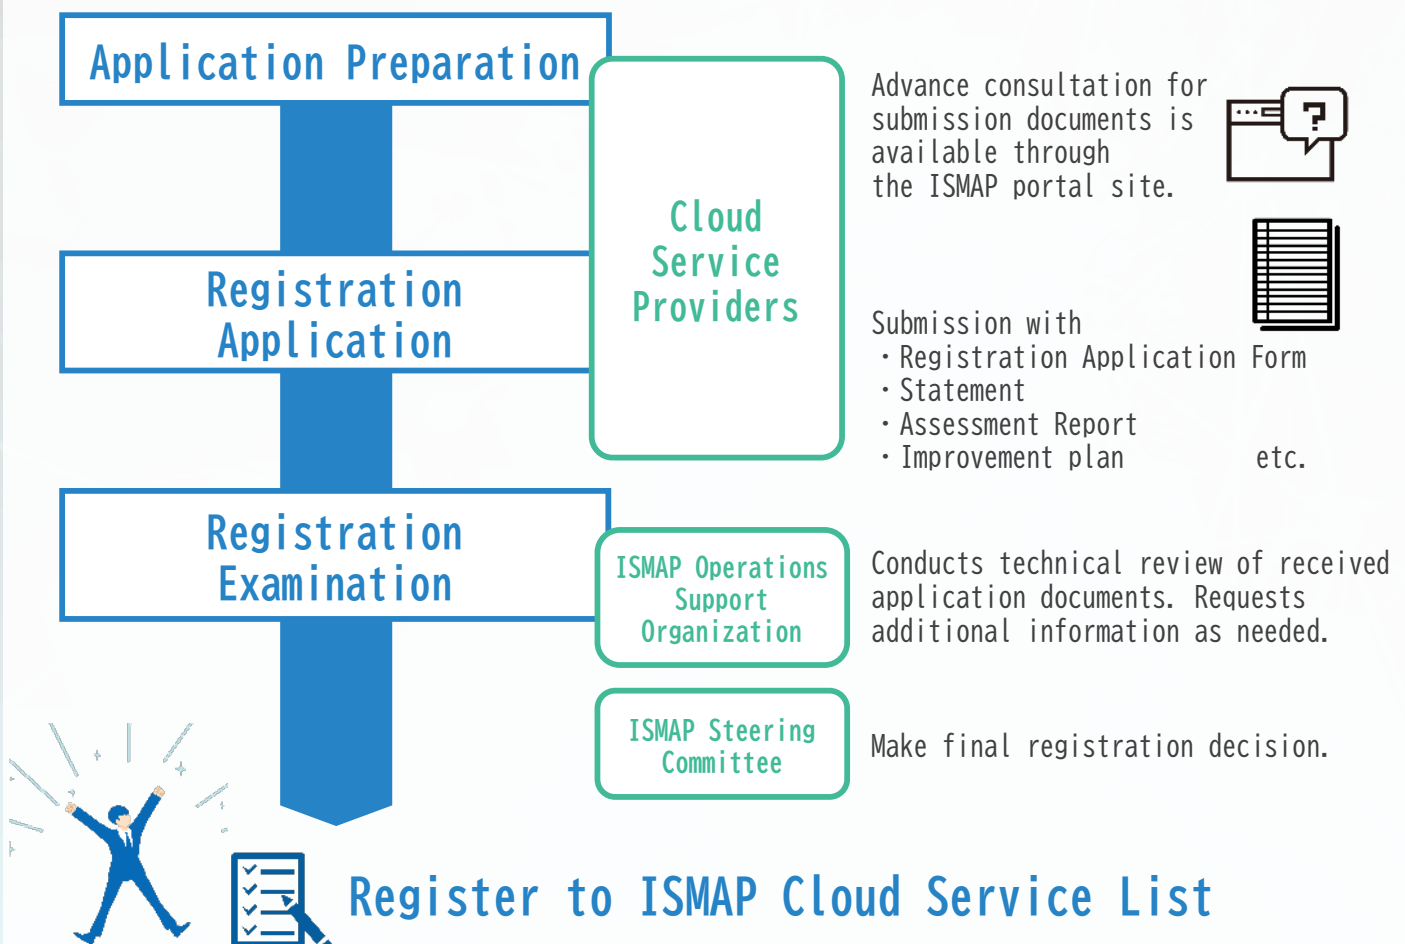 Application Preparation
Cloud
Service
Providers
Advance consultation for
submission documents is
available through
the ISMAP portal site.
?
Registration
Application
Submission with
・Registration Application Form
・Statement
・Assessment Report
・Improvement plan etc.
Registration
Examination
ISMAP Operations
Support
Organization
Conducts technical review of received
application documents. Requests
additional information as needed.
ISMAP Steering
Committee
Make final registration decision.
Register to ISMAP Cloud Service List